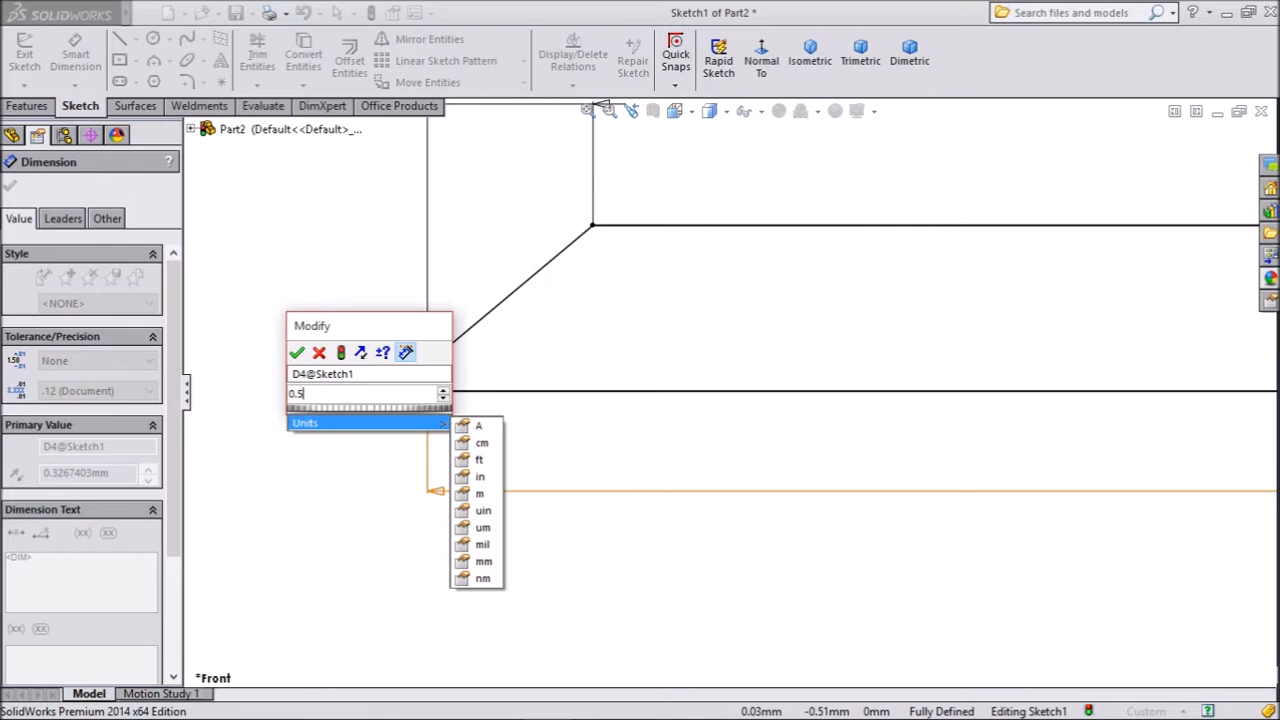 SOLIDWORKS
Sketch1 of Part2 *
Search files and models
Exit Sketch
Smart Dimension
Trim Entities
Convert Entities
Offset Entities
Mirror Entities
Linear Sketch Pattern
Move Entities
Display/Delete Relations
Repair Sketch
Quick Snaps
Rapid Sketch
Normal To
Isometric
Trimetric
Dimetric
Features
Sketch
Surfaces
Weldments
Evaluate
DimXpert
Office Products
Part2 (Default<<Default>_...
Dimension
?
Value
Leaders
Other
Style
<NONE>
Tolerance/Precision
None
.12 (Document)
Primary Value
D4@Sketch1
0.3267403mm
Dimension Text
<DIM>
Modify
D4@Sketch1
0.5
Units
A
cm
ft
in
m
uin
um
mil
mm
nm
*Front
Model
Motion Study 1
SolidWorks Premium 2014 x64 Edition
0.03mm
-0.51mm
0mm
Fully Defined
Editing Sketch1
Custom